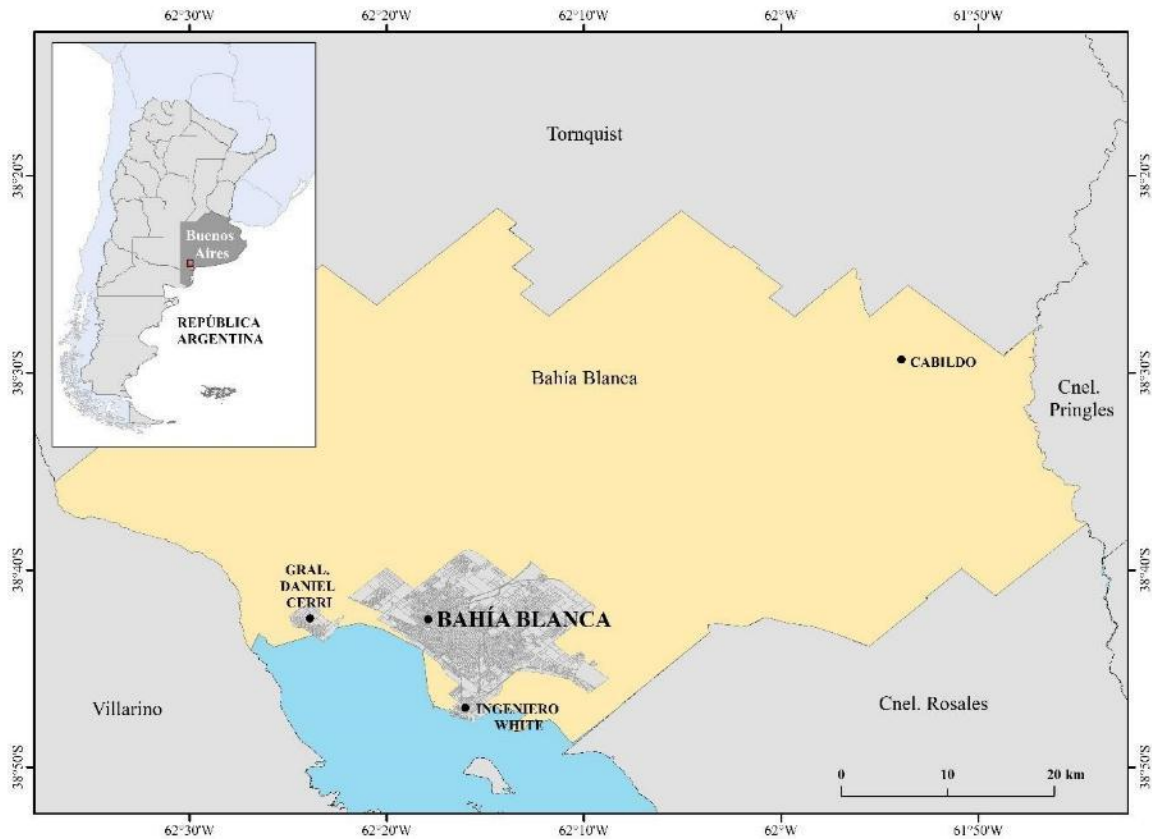 62°30'W
62°20'W
62°10'W
62°W
61°50'W
38°20'S
38°30'S
38°40'S
38°50'S
38°20'S
38°30'S
38°40'S
38°50'S
Buenos
Aires
REPÚBLICA
ARGENTINA
Tornquist
Bahía Blanca
CABILDO
Cnel.
Pringles
GRAL.
DANIEL
CERRI
BAHÍA BLANCA
INGENIERO
WHITE
Villarino
Cnel. Rosales
0 10 20 km
62°30'W
62°20'W
62°10'W
62°W
61°50'W